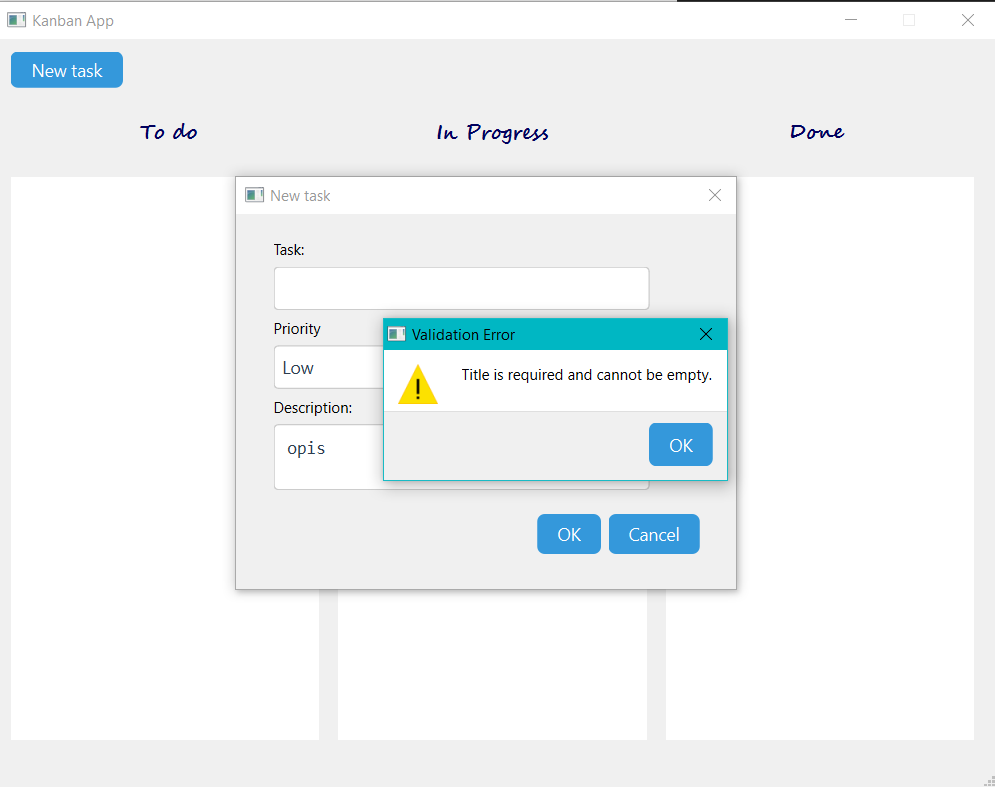 Kanban App
New task
To do
In Progress
Done
New task
Task:
Priority
Low
Description:
opis
Validation Error
Title is required and cannot be empty.
OK
OK
Cancel